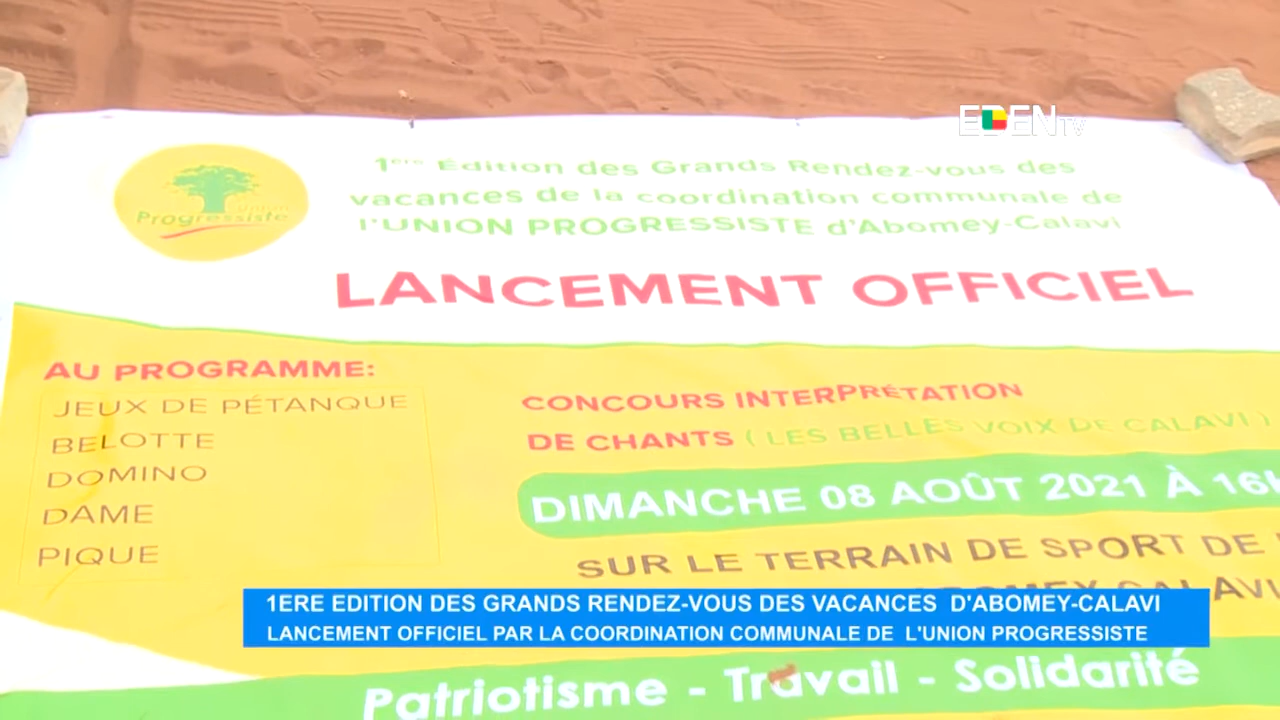 EDEN TV
1ere Édition des Grands Rendez-vous des
vacances de la coordination communale de
l'UNION PROGRESSISTE d'Abomey-Calavi
Union
Progressiste
LANCEMENT OFFICIEL
AU PROGRAMME:
JEUX DE PÉTANQUE
BELOTTE
DOMINO
DAME
PIQUE
CONCOURS INTERPRÉTATION
DE CHANTS ( LES BELLES VOIX DE CALAVI )
DIMANCHE 08 AOÛT 2021 À 16H
SUR LE TERRAIN DE SPORT DE
ABOMEY CALAVI
1ERE EDITION DES GRANDS RENDEZ-VOUS DES VACANCES D'ABOMEY-CALAVI
LANCEMENT OFFICIEL PAR LA COORDINATION COMMUNALE DE L'UNION PROGRESSISTE
Patriotisme - Travail - Solidarité